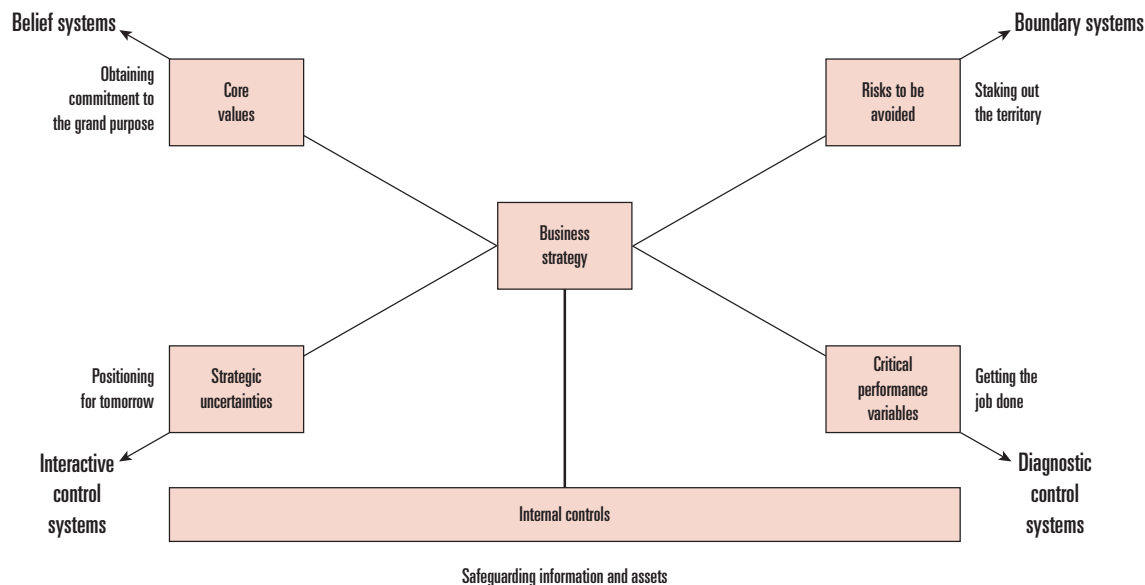 Belief systems
Obtaining
commitment to
the grand purpose
Core
values
Risks to be
avoided
Boundary systems
Staking out
the territory
Business
strategy
Positioning
for tomorrow
Strategic
uncertainties
Interactive
control
systems
Critical
performance
variables
Getting the
job done
Diagnostic
control
systems
Internal controls
Safeguarding information and assets